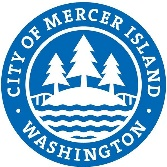 CITY OF MERCER ISLAND
WASHINGTON